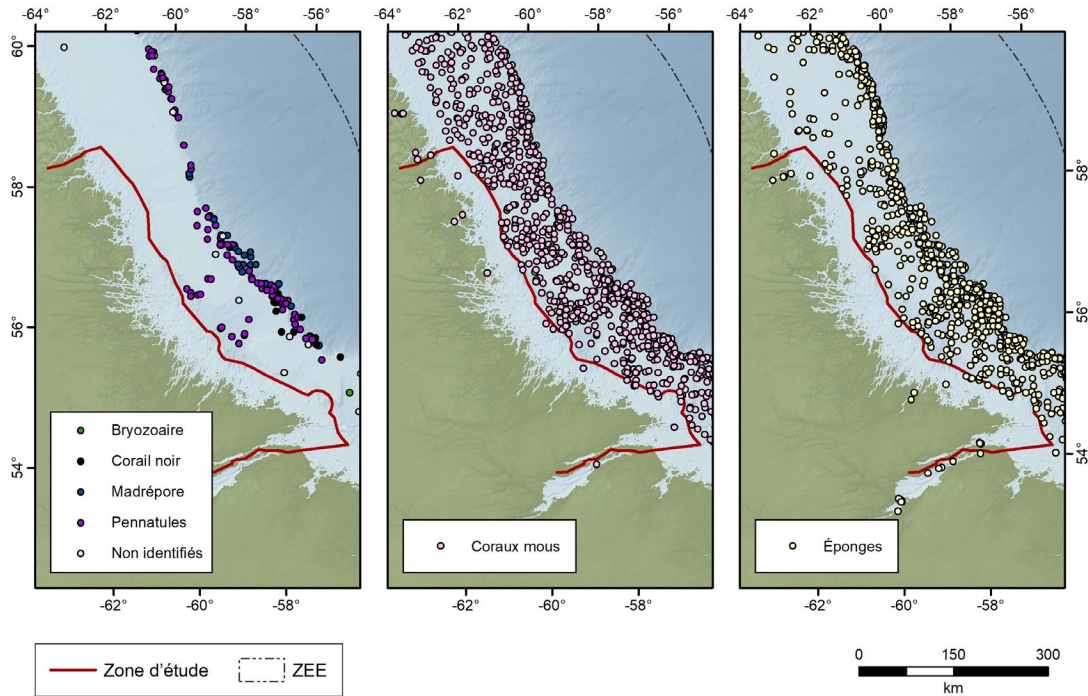 -64° -62° -60° -58° -56° -64° -62° -60° -58° -56° -64° -62° -60° -58° -56°
60°
58°
58°
56°
56°
54°
54°
Bryozoaire
Corail noir
Madrépore
Pennatules
Non identifiés
Coraux mous
Éponges
-62° -60° -58° -62° -60° -58° -62° -60° -58°
Zone d'étude ZEE
0 150 300
km